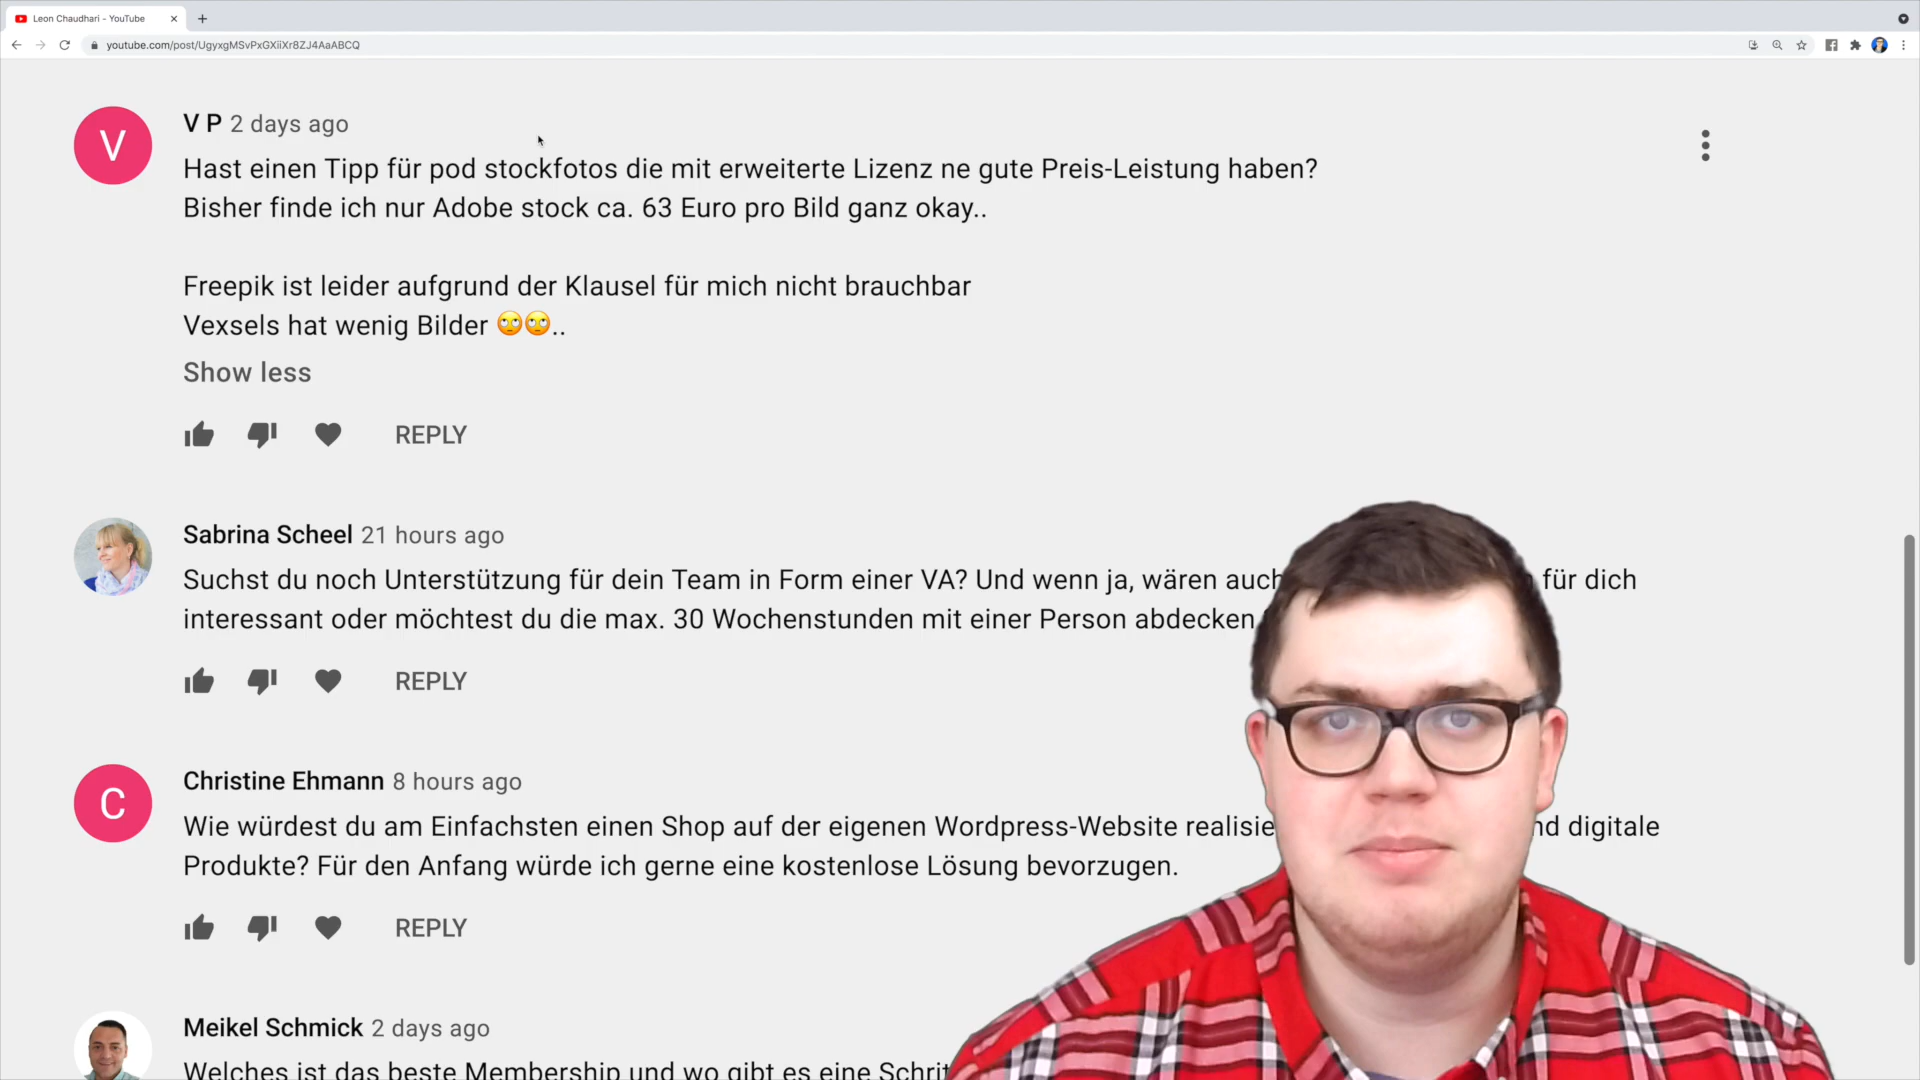 Leon Chaudhari - YouTube
youtube.com/post/UgyxgMSvPxGXiiXr8ZJ4AaABCQ
V
V P 2 days ago
Hast einen Tipp für pod stockfotos die mit erweiterte Lizenz ne gute Preis-Leistung haben?
Bisher finde ich nur Adobe stock ca. 63 Euro pro Bild ganz okay..
Freepik ist leider aufgrund der Klausel für mich nicht brauchbar
Vexsels hat wenig Bilder 🙄🙄..
Show less
REPLY
Sabrina Scheel 21 hours ago
Suchst du noch Unterstützung für dein Team in Form einer VA? Und wenn ja, wären auch für dich
interessant oder möchtest du die max. 30 Wochenstunden mit einer Person abdecken
REPLY
C
Christine Ehmann 8 hours ago
Wie würdest du am Einfachsten einen Shop auf der eigenen Wordpress-Website digitale
Produkte? Für den Anfang würde ich gerne eine kostenlose Lösung bevorzugen.
REPLY
Meikel Schmick 2 days ago
Welches ist das beste Membership und wo gibt es eine